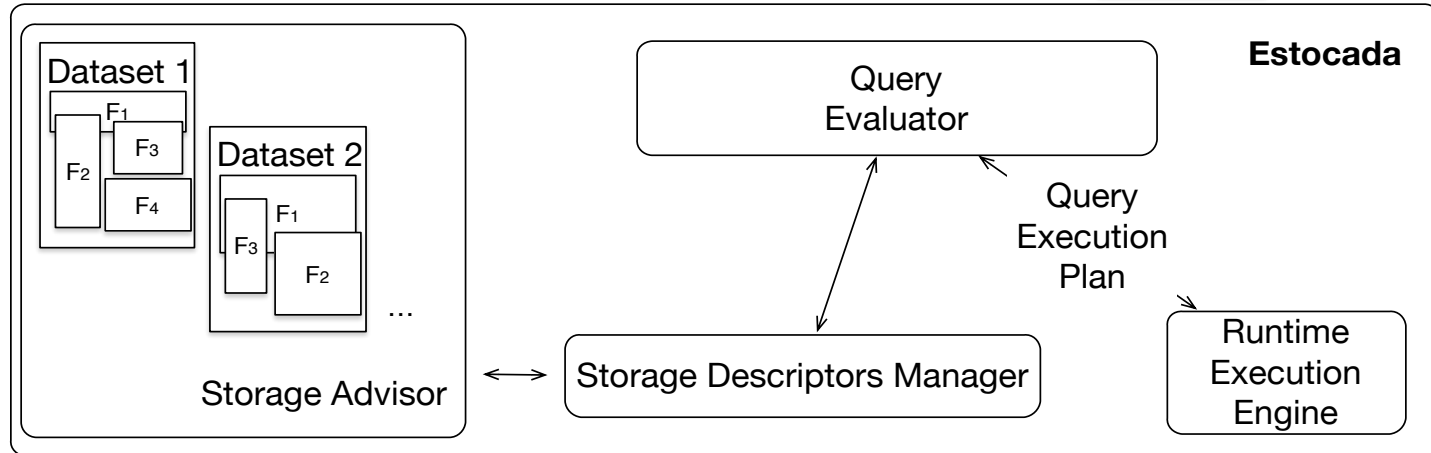 Dataset 1
F1
F2
F3
F4
Dataset 2
F1
F3
F2
...
Storage Advisor
Query
Evaluator
Estocada
Query
Execution
Plan
Storage Descriptors Manager
Runtime
Execution
Engine